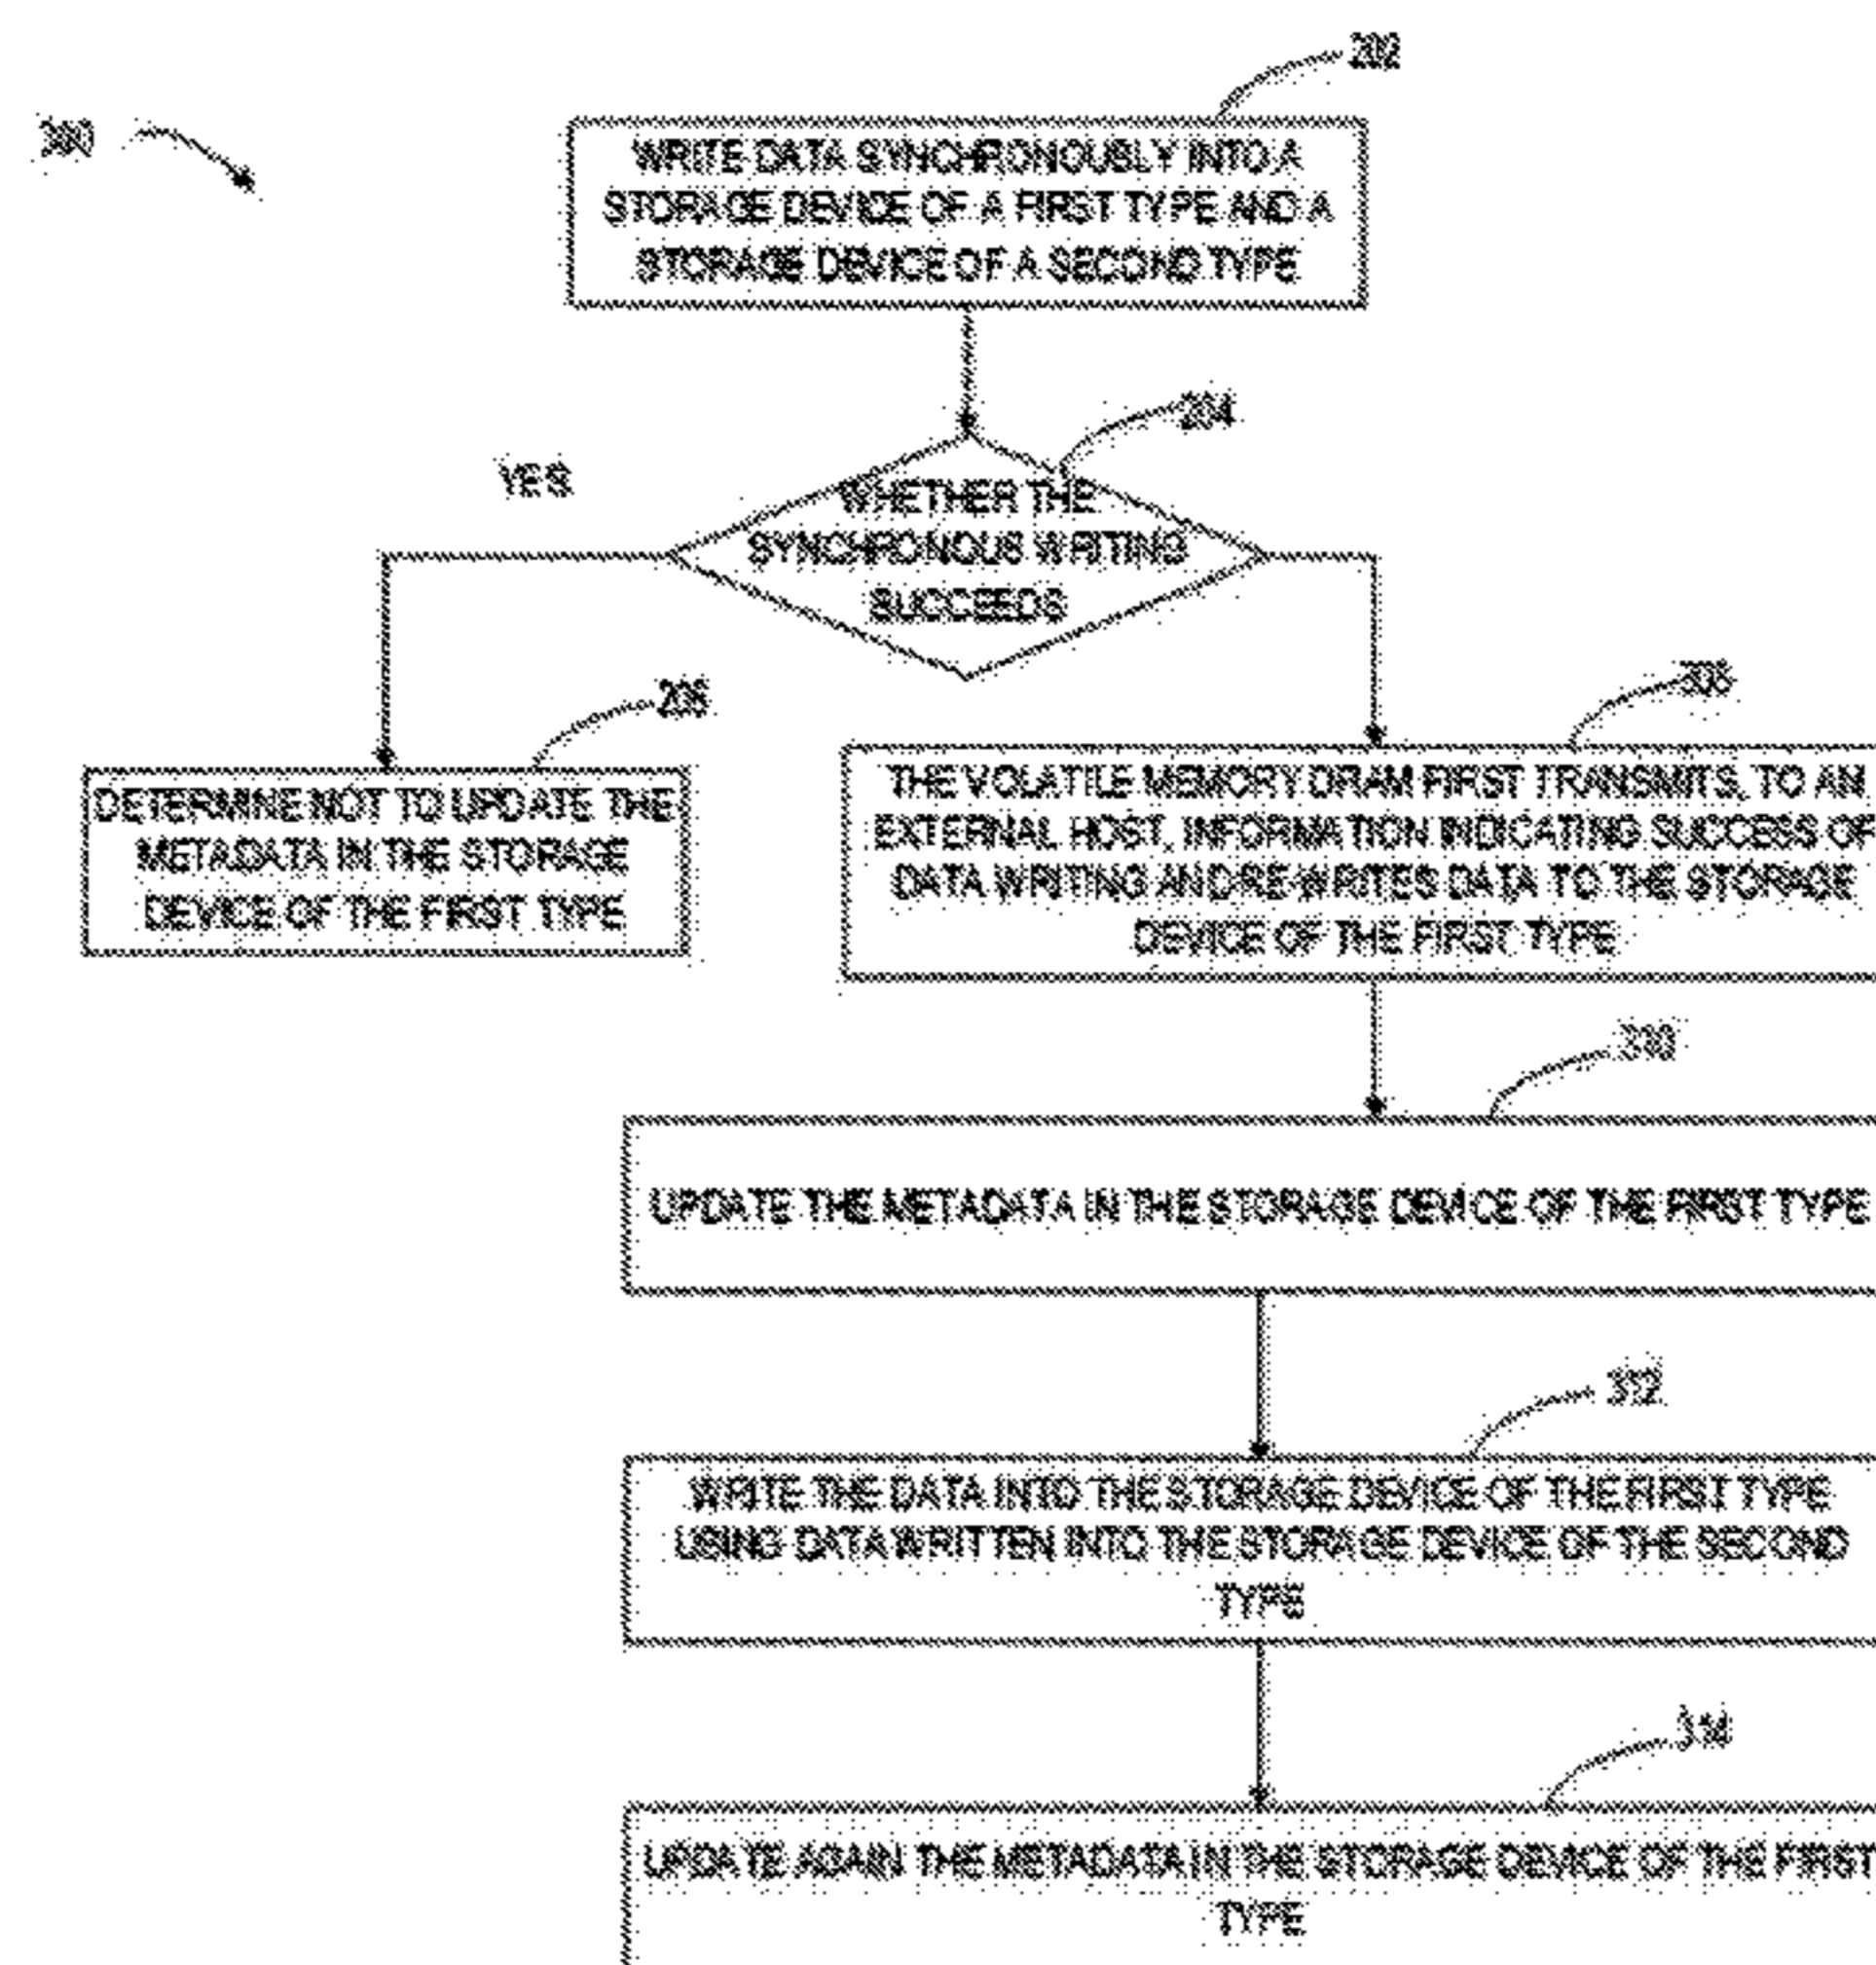 202
300
WRITE DATA SYNCHRONOUSLY INTO A
STORAGE DEVICE OF A FIRST TYPE AND A
STORAGE DEVICE OF A SECOND TYPE
204
YES
WHETHER THE
SYNCHRONOUS WRITING
SUCCEEDS
206
308
DETERMINE NOT TO UPDATE THE
METADATA IN THE STORAGE
DEVICE OF THE FIRST TYPE
THE VOLATILE MEMORY DRAM FIRST TRANSMITS, TO AN
EXTERNAL HOST, INFORMATION INDICATING SUCCESS OF
DATA WRITING AND RE-WRITES DATA TO THE STORAGE
DEVICE OF THE FIRST TYPE
310
UPDATE THE METADATA IN THE STORAGE DEVICE OF THE FIRST TYPE
312
WRITE THE DATA INTO THE STORAGE DEVICE OF THE FIRST TYPE
USING DATA WRITTEN INTO THE STORAGE DEVICE OF THE SECOND
TYPE
314
UPDATE AGAIN THE METADATA IN THE STORAGE DEVICE OF THE FIRST
TYPE